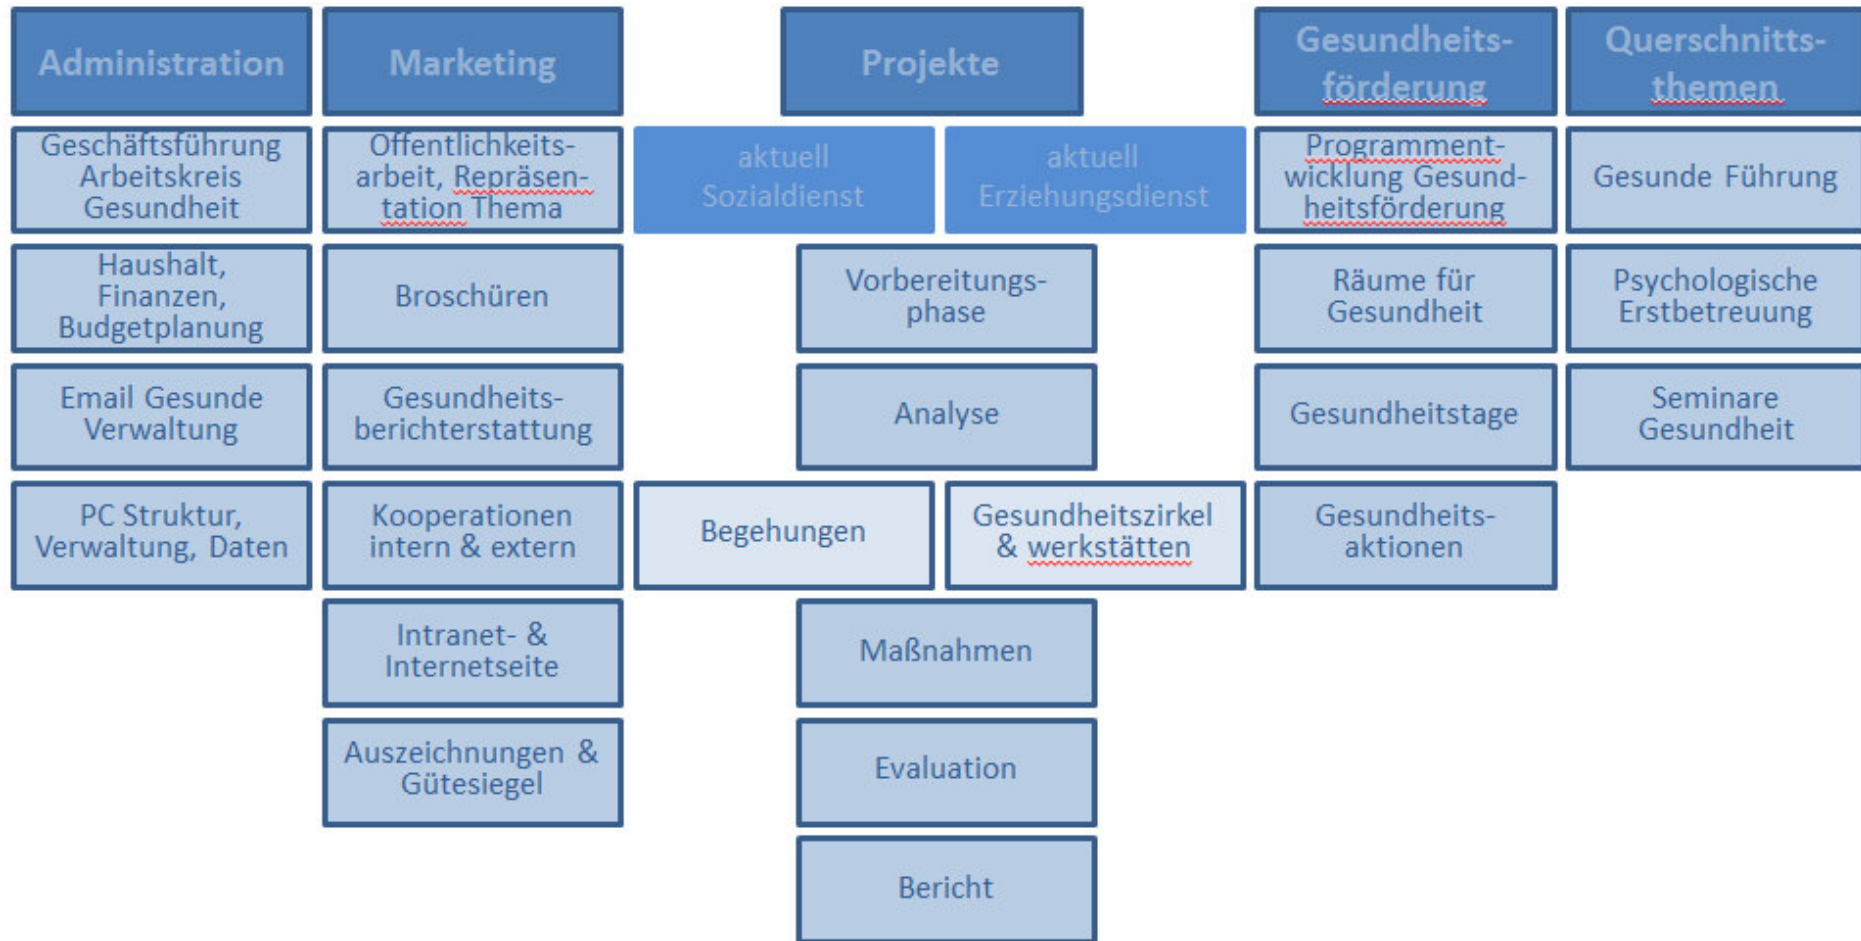 Administration
Marketing
Projekte
Gesundheits-
förderung
Querschnitts-
themen
Geschäftsführung
Arbeitskreis
Gesundheit
Öffentlichkeits-
arbeit, Repräsen-
tation Thema
aktuell
Sozialdienst
aktuell
Erziehungsdienst
Programment-
wicklung Gesund-
heitsförderung
Gesunde Führung
Haushalt,
Finanzen,
Budgetplanung
Broschüren
Vorbereitungs-
phase
Räume für
Gesundheit
Psychologische
Erstbetreuung
Email Gesunde
Verwaltung
Gesundheits-
berichterstattung
Analyse
Gesundheitstage
Seminare
Gesundheit
PC Struktur,
Verwaltung, Daten
Kooperationen
intern & extern
Begehungen
Gesundheitszirkel
& werkstätten
Gesundheits-
aktionen
Intranet- &
Internetseite
Maßnahmen
Auszeichnungen &
Gütesiegel
Evaluation
Bericht